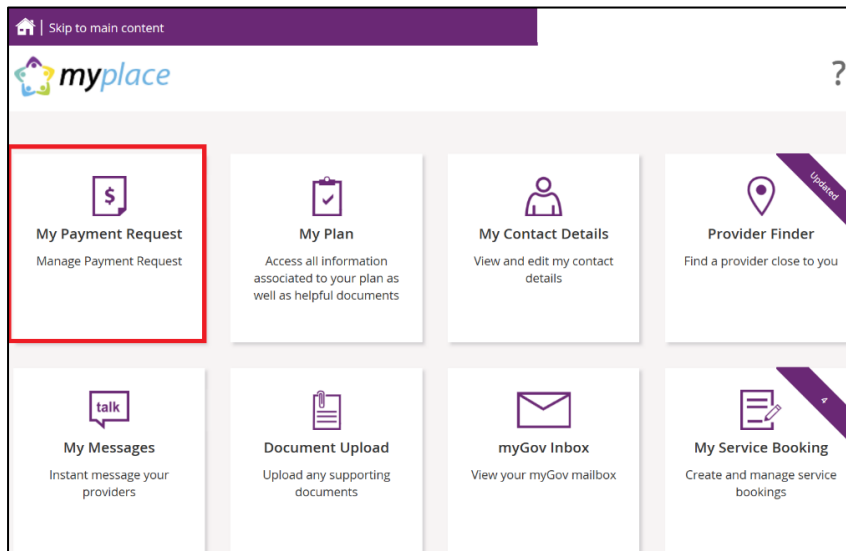 Skip to main content
myplace
?
$
My Payment Request
Manage Payment Request
My Plan
Access all information
associated to your plan as
well as helpful documents
My Contact Details
View and edit my contact
details
Updated
Provider Finder
Find a provider close to you
talk
My Messages
Instant message your
providers
Document Upload
Upload any supporting
documents
myGov Inbox
View your myGov mailbox
4
My Service Booking
Create and manage service
bookings